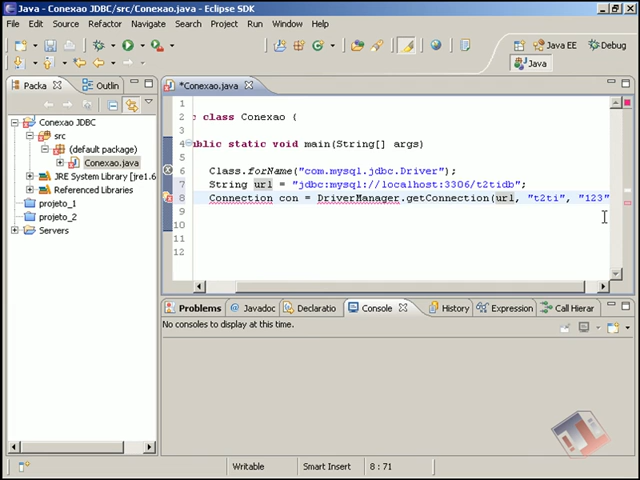 Java - Conexao JDBC/src/Conexao.java - Eclipse SDK
File Edit Source Refactor Navigate Search Project Run Window Help
Java EE Debug
Java
Packa Outlin
*Conexao.java
Conexao JDBC
src
(default package)
Conexao.java
JRE System Library [jre1.6
Referenced Libraries
projeto_1
projeto_2
Servers
1
2 c class Conexao {
3
4 ublic static void main(String[] args)
6 Class.forName("com.mysql.jdbc.Driver");
7 String url = "jdbc:mysql://localhost:3306/t2tidb";
8 Connection con = DriverManager.getConnection(url, "t2ti", "123"
9
10
11
12
Problems Javadoc Declaratio Console History Expression Call Hierar
No consoles to display at this time.
Writable Smart Insert 8 : 71